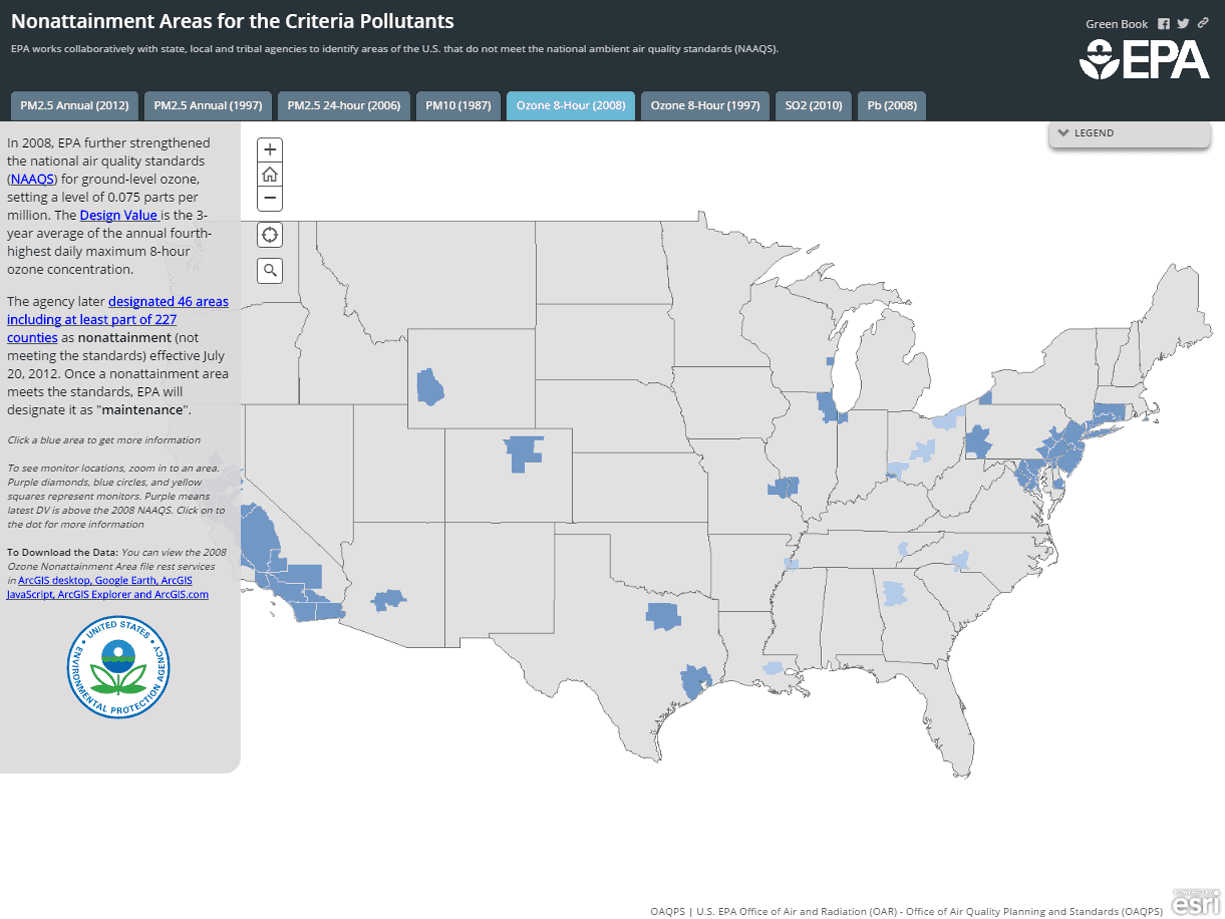 Nonattainment Areas for the Criteria Pollutants
Green Book
EPA works collaboratively with state, local and tribal agencies to identify areas of the U.S. that do not meet the national ambient air quality standards (NAAQS).
EPA
PM2.5 Annual (2012)
PM2.5 Annual (1997)
PM2.5 24-hour (2006)
PM10 (1987)
Ozone 8-Hour (2008)
Ozone 8-Hour (1997)
SO2 (2010)
Pb (2008)
LEGEND
In 2008, EPA further strengthened
the national air quality standards
(NAAQS) for ground-level ozone,
setting a level of 0.075 parts per
million. The Design Value is the 3-
year average of the annual fourth-
highest daily maximum 8-hour
ozone concentration.
The agency later designated 46 areas
including at least part of 227
counties as nonattainment (not
meeting the standards) effective July
20, 2012. Once a nonattainment area
meets the standards, EPA will
designate it as "maintenance".
Click a blue area to get more information
To see monitor locations, zoom in to an area.
Purple diamonds, blue circles, and yellow
squares represent monitors. Purple means
latest DV is above the 2008 NAAQS. Click on to
the dot for more information
To Download the Data: You can view the 2008
Ozone Nonattainment Area file rest services
in ArcGIS desktop, Google Earth, ArcGIS
JavaScript, ArcGIS Explorer and ArcGIS.com
UNITED STATES
ENVIRONMENTAL PROTECTION AGENCY
POWERED BY
esri
OAQPS | U.S. EPA Office of Air and Radiation (OAR) - Office of Air Quality Planning and Standards (OAQPS)